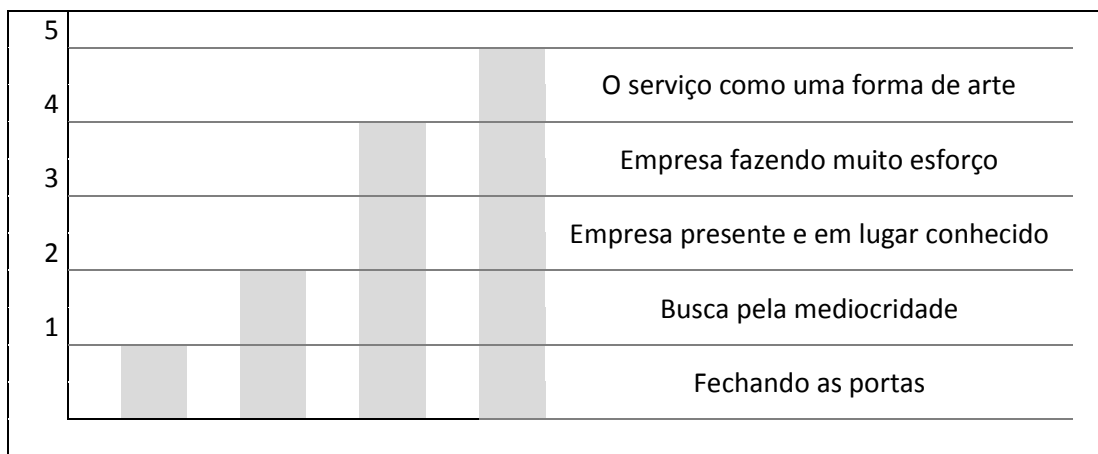 5
O serviço como uma forma de arte
4
Empresa fazendo muito esforço
3
Empresa presente e em lugar conhecido
2
Busca pela mediocridade
1
Fechando as portas